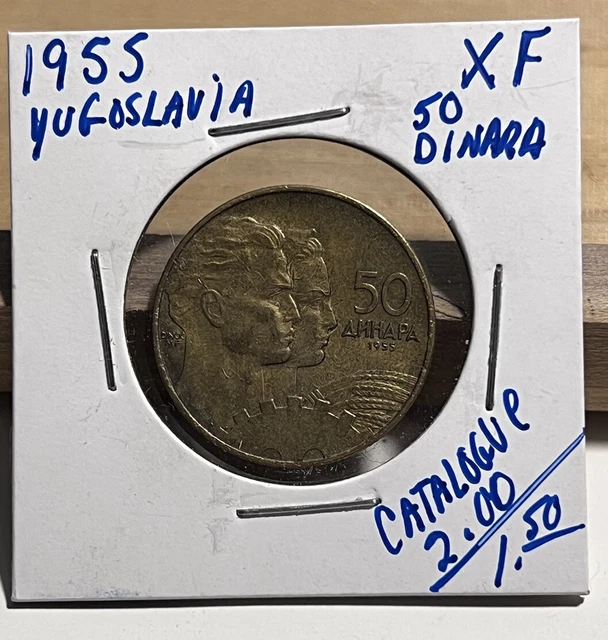 1955
YUGOSLAVIA
XF
50
DINARA
50
ДИНАРА
1955
CATALOGUE
2.00
1.50